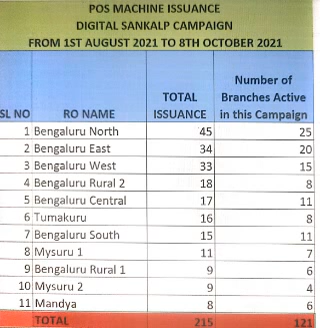 POS MACHINE ISSUANCE
DIGITAL SANKALP CAMPAIGN
FROM 1ST AUGUST 2021 TO 8TH OCTOBER 2021
SL NO RO NAME TOTAL ISSUANCE Number of Branches Active in this Campaign
1 Bengaluru North 45 25
2 Bengaluru East 34 20
3 Bengaluru West 33 15
4 Bengaluru Rural 2 18 8
5 Bengaluru Central 17 11
6 Tumakuru 16 8
7 Bengaluru South 15 11
8 Mysuru 1 11 7
9 Bengaluru Rural 1 9 6
10 Mysuru 2 9 4
11 Mandya 8 6
TOTAL 215 121